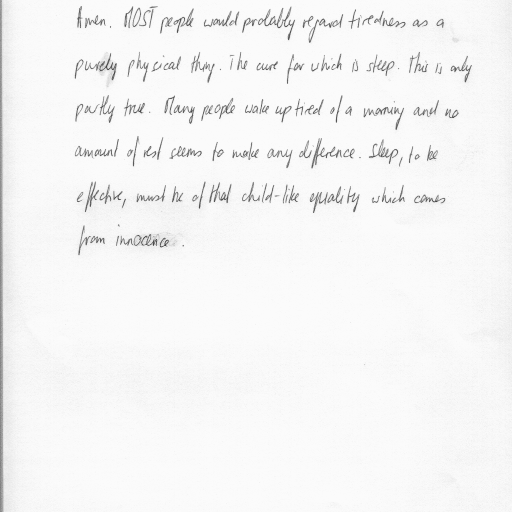 Amen. MOST people would probably regard tiredness as a
purely physical thing. The cure for which is sleep. This is only
partly true. Many people wake up tired of a morning and no
amount of rest seems to make any difference. Sleep, to be
effective, must be of that child-like equality which comes
from innocence.